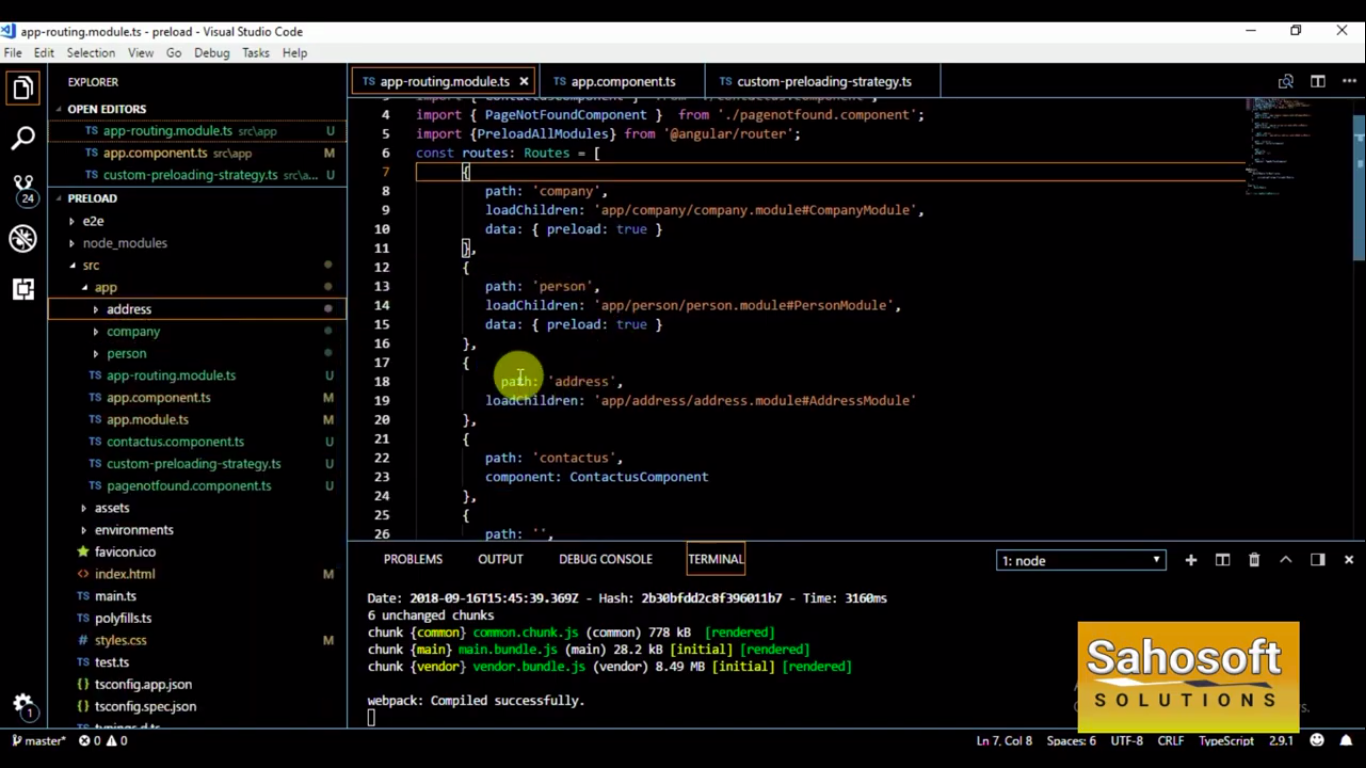 app-routing.module.ts - preload - Visual Studio Code
File Edit Selection View Go Debug Tasks Help
EXPLORER
OPEN EDITORS
TS app-routing.module.ts src\app U
TS app.component.ts src\app M
TS custom-preloading-strategy.ts src\a... U
PRELOAD
e2e
node_modules
src
app
address
company
person
TS app-routing.module.ts U
TS app.component.ts M
TS app.module.ts M
TS contactus.component.ts U
TS custom-preloading-strategy.ts U
TS pagenotfound.component.ts U
assets
environments
favicon.ico
<> index.html M
TS main.ts
TS polyfills.ts
# styles.css M
TS test.ts
{} tsconfig.app.json
{} tsconfig.spec.json
typings.d.ts
24
1
TS app-routing.module.ts × TS app.component.ts TS custom-preloading-strategy.ts
3 import { ContactusComponent } from './contactus.component';
4 import { PageNotFoundComponent } from './pagenotfound.component';
5 import {PreloadAllModules} from '@angular/router';
6 const routes: Routes = [
7 {
8 path: 'company',
9 loadChildren: 'app/company/company.module#CompanyModule',
10 data: { preload: true }
11 },
12 {
13 path: 'person',
14 loadChildren: 'app/person/person.module#PersonModule',
15 data: { preload: true }
16 },
17 {
18 path: 'address',
19 loadChildren: 'app/address/address.module#AddressModule'
20 },
21 {
22 path: 'contactus',
23 component: ContactusComponent
24 },
25 {
26 path: '',
PROBLEMS OUTPUT DEBUG CONSOLE TERMINAL 1: node
Date: 2018-09-16T15:45:39.369Z - Hash: 2b30bfdd2c8f396011b7 - Time: 3160ms
6 unchanged chunks
chunk {common} common.chunk.js (common) 778 kB [rendered]
chunk {main} main.bundle.js (main) 28.2 kB [initial] [rendered]
chunk {vendor} vendor.bundle.js (vendor) 8.49 MB [initial] [rendered]
webpack: Compiled successfully.
Sahosoft
SOLUTIONS
master* 0 0 Ln 7, Col 8 Spaces: 6 UTF-8 CRLF TypeScript 2.9.1